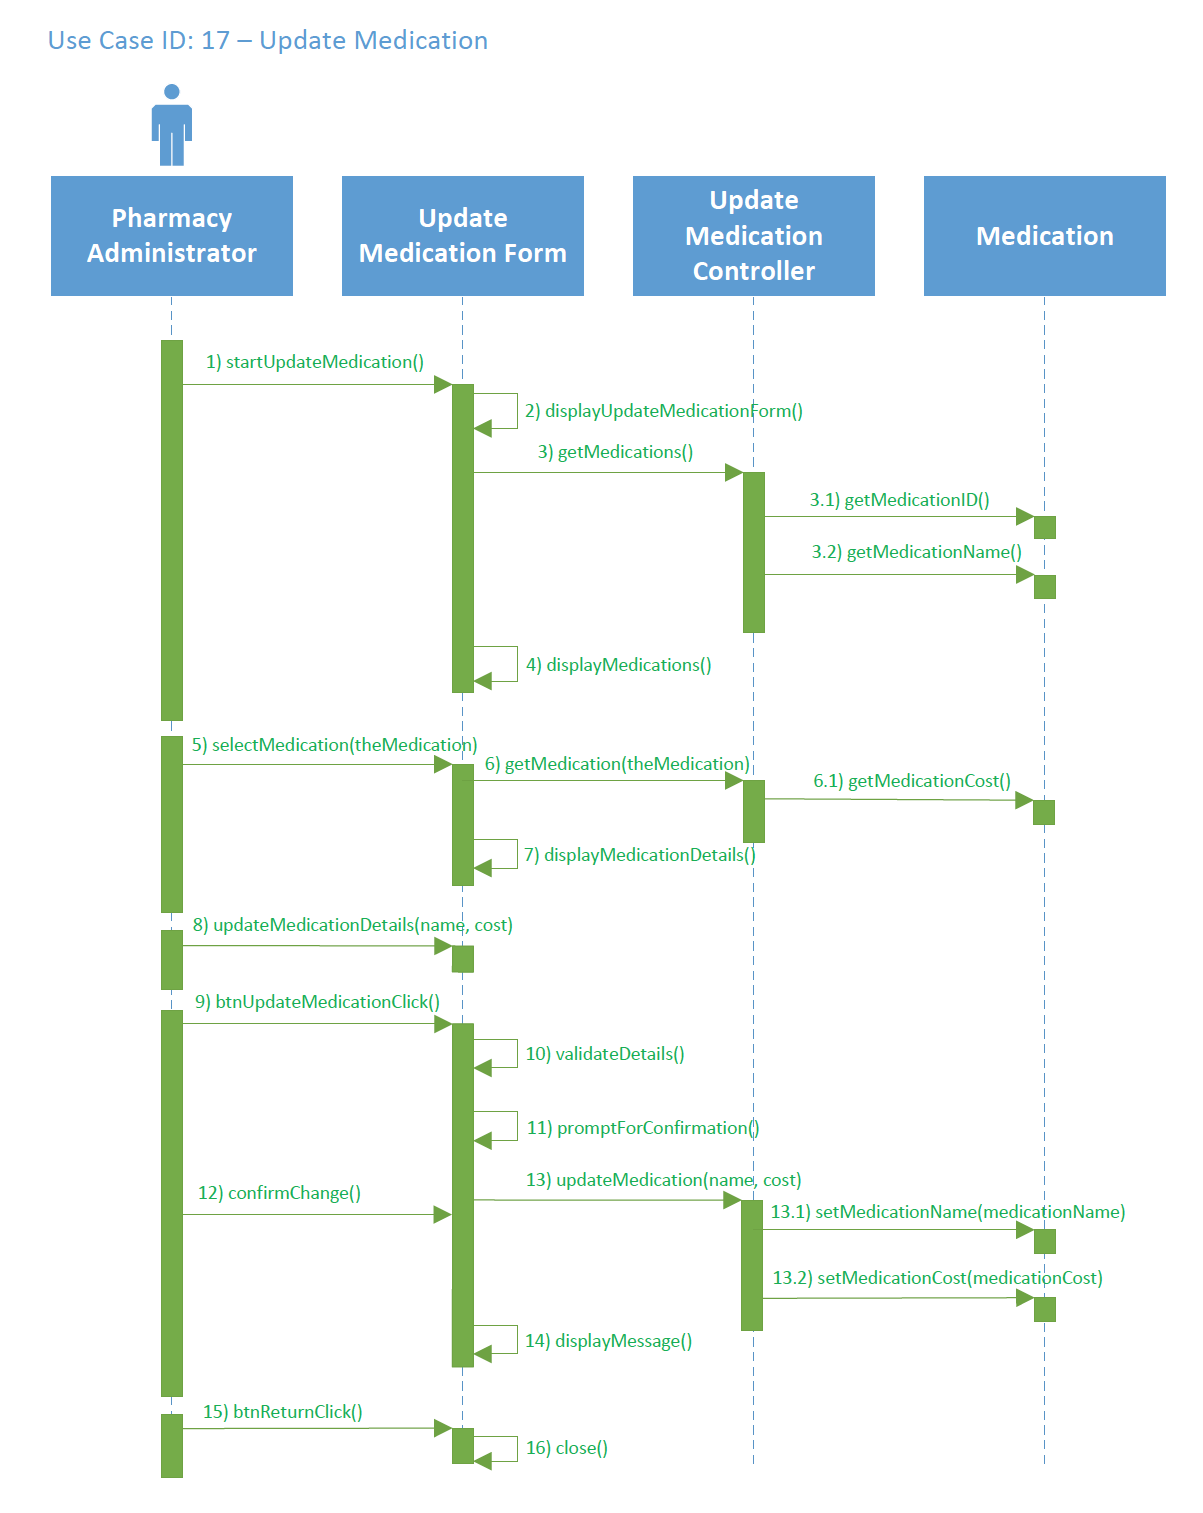 Use Case ID: 17 – Update Medication
Pharmacy
Administrator
Update
Medication Form
Update
Medication
Controller
Medication
1) startUpdateMedication()
2) displayUpdateMedicationForm()
3) getMedications()
3.1) getMedicationID()
3.2) getMedicationName()
4) displayMedications()
5) selectMedication(theMedication)
6) getMedication(theMedication)
6.1) getMedicationCost()
7) displayMedicationDetails()
8) updateMedicationDetails(name, cost)
9) btnUpdateMedicationClick()
10) validateDetails()
11) promptForConfirmation()
12) confirmChange()
13) updateMedication(name, cost)
13.1) setMedicationName(medicationName)
13.2) setMedicationCost(medicationCost)
14) displayMessage()
15) btnReturnClick()
16) close()